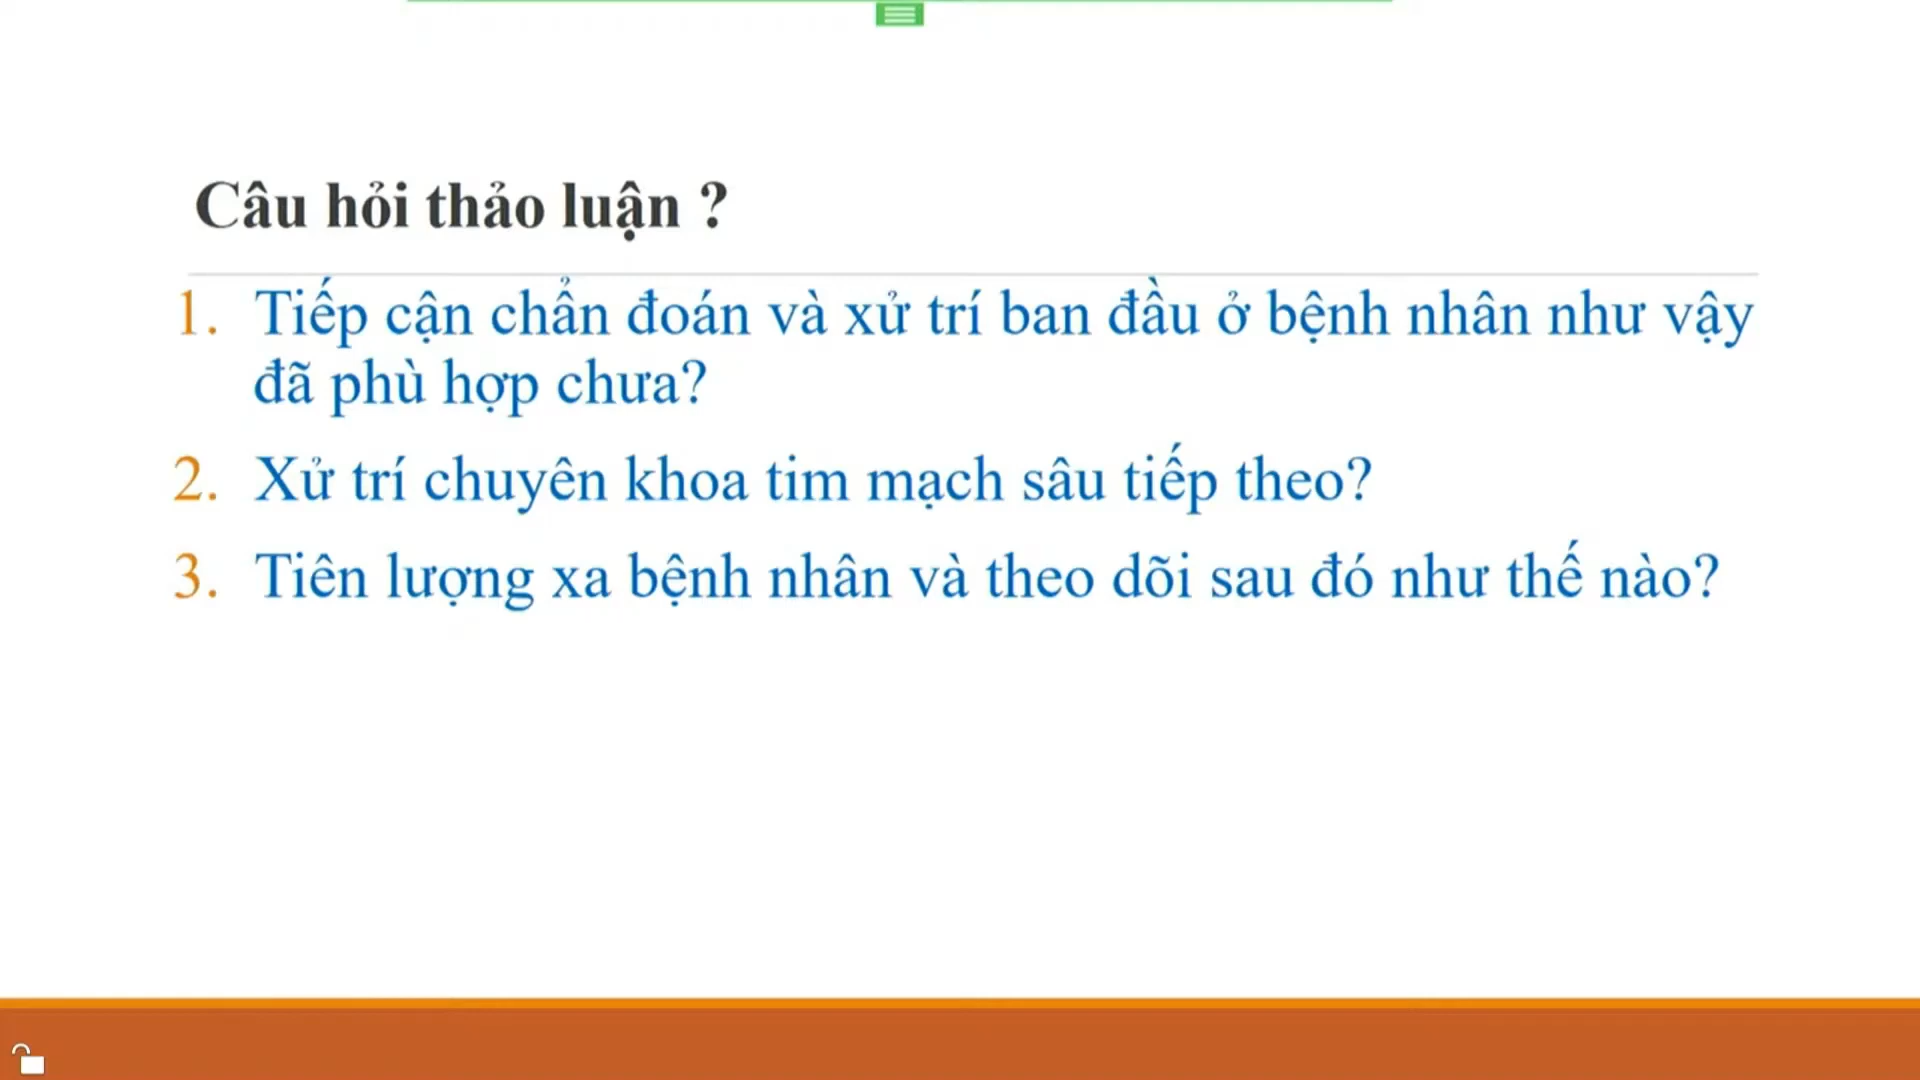 Câu hỏi thảo luận ?
1. Tiếp cận chẩn đoán và xử trí ban đầu ở bệnh nhân như vậy
đã phù hợp chưa?
2. Xử trí chuyên khoa tim mạch sâu tiếp theo?
3. Tiên lượng xa bệnh nhân và theo dõi sau đó như thế nào?